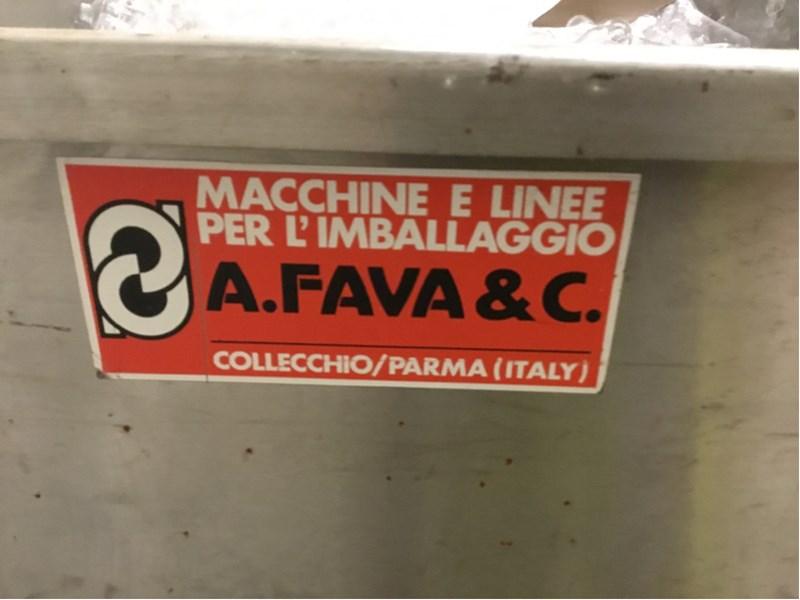 MACCHINE E LINEE
PER L'IMBALLAGGIO
A.FAVA & C.
COLLECCHIO/PARMA (ITALY)